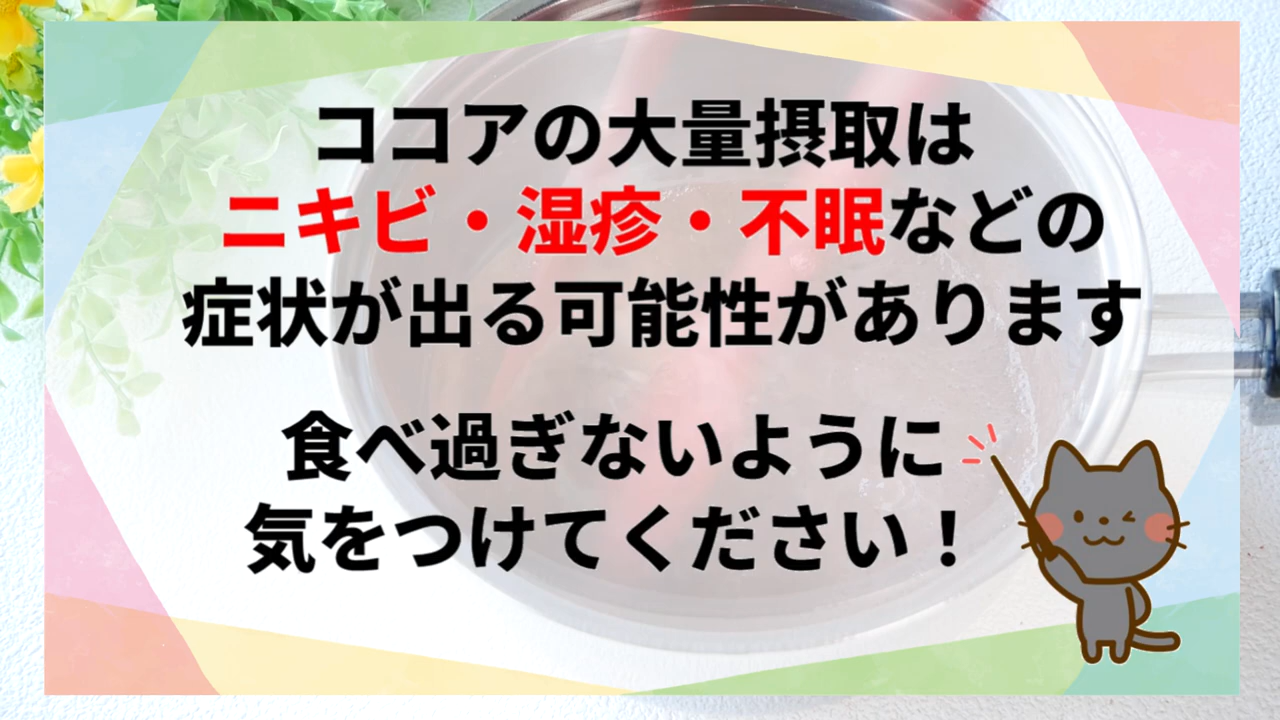 ココアの大量摂取は
ニキビ・湿疹・不眠などの
症状が出る可能性があります
食べ過ぎないように
気をつけてください！